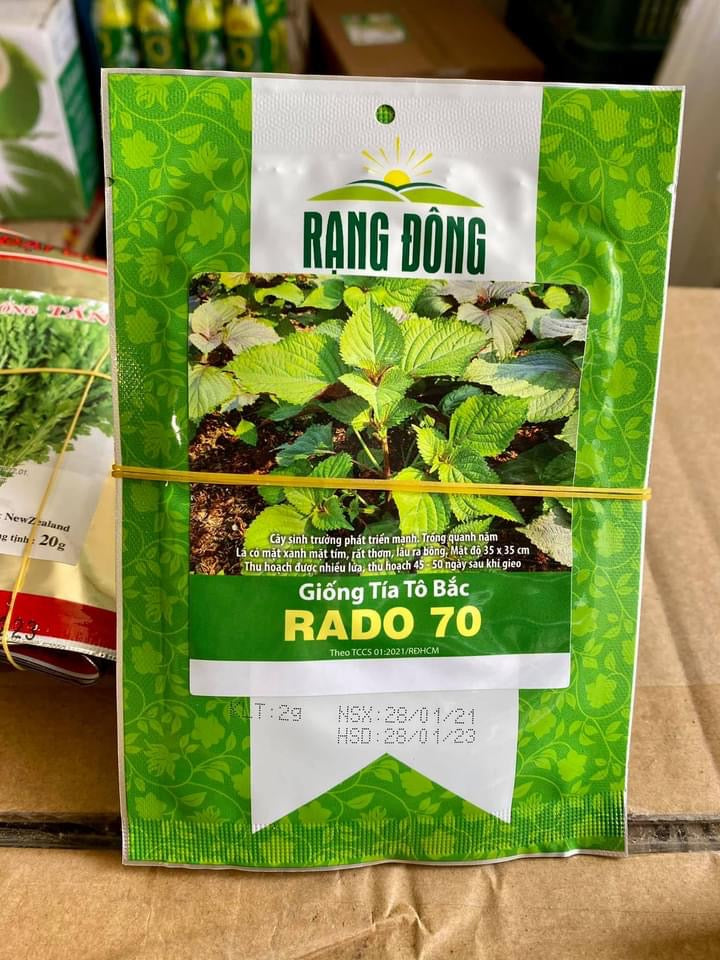 RẠNG ĐÔNG
Cây sinh trưởng phát triển mạnh. Trồng quanh năm
Lá có mặt xanh mặt tím, rất thơm, lâu ra bông. Mật độ 35 x 35 cm
Thu hoạch được nhiều lứa, thu hoạch 45 - 50 ngày sau khi gieo
Giống Tía Tô Bắc
RADO 70
Theo TCCS 01:2021/RĐHCM
KLT:2g
NSX:28/01/21
HSD:28/01/23
NewZealand
20g